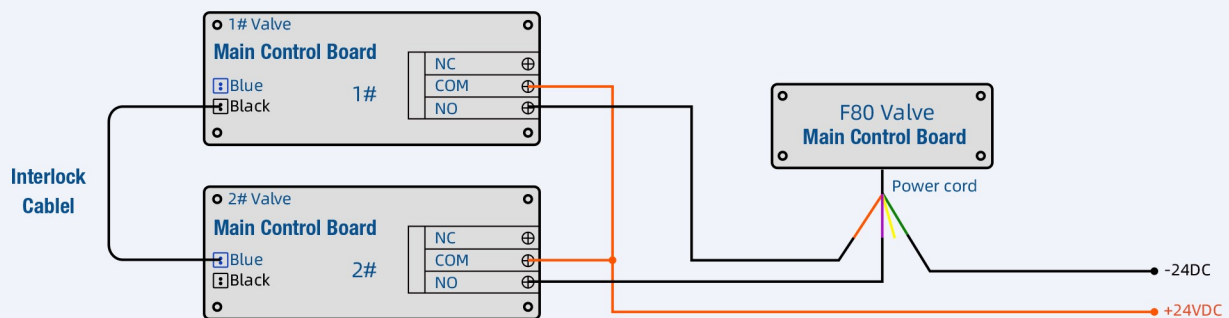 1# Valve
Main Control Board
NC
Blue
1#
COM
Black
NO
Interlock
Cablel
2# Valve
Main Control Board
NC
Blue
2#
COM
Black
NO
F80 Valve
Main Control Board
Power cord
-24DC
+24VDC